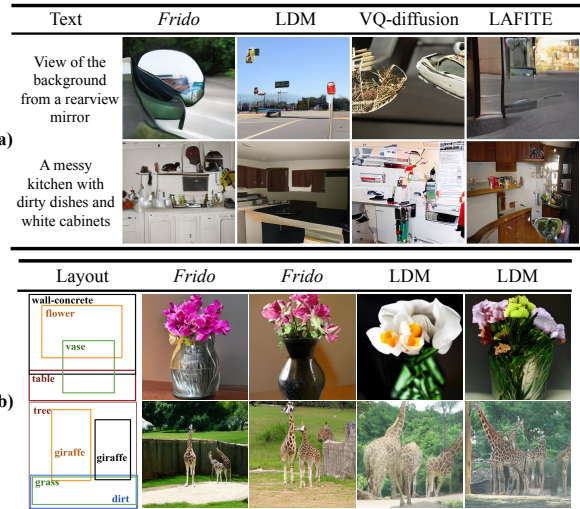 Text Frido LDM VQ-diffusion LAFITE
View of the
background
from a rearview
mirror
a)
A messy
kitchen with
dirty dishes and
white cabinets
Layout Frido Frido LDM LDM
wall-concrete
flower
vase
table
b)
tree
giraffe
giraffe
grass
dirt